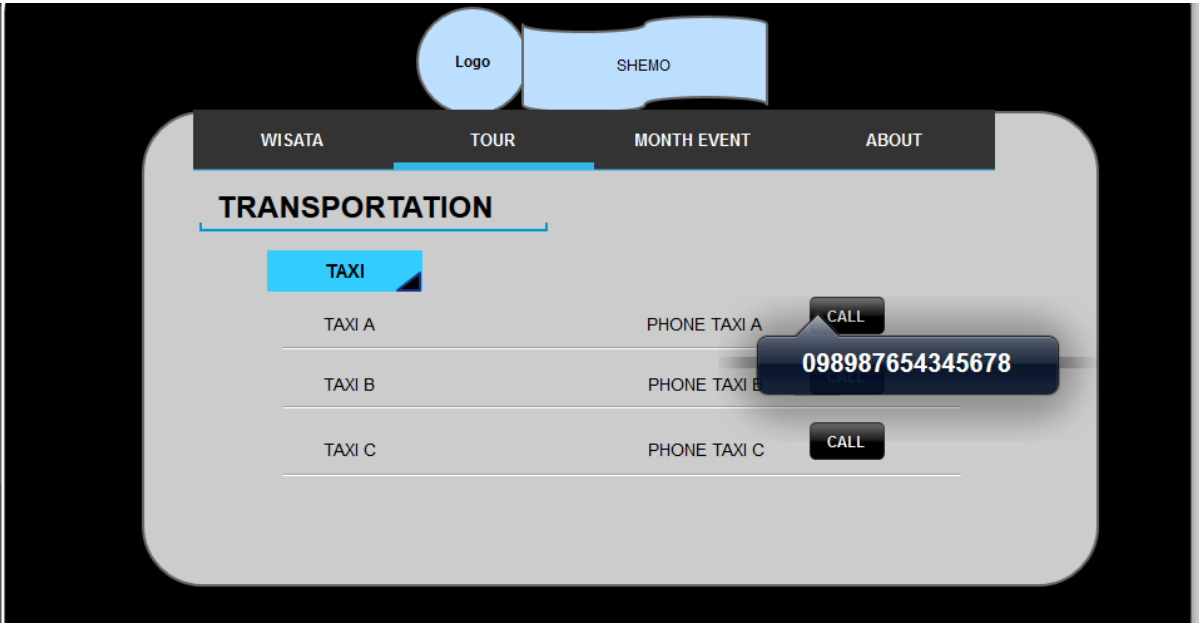 Logo
SHEMO
WISATA TOUR MONTH EVENT ABOUT
TRANSPORTATION
TAXI
TAXI A PHONE TAXI A CALL
098987654345678
TAXI B PHONE TAXI B CALL
TAXI C PHONE TAXI C CALL